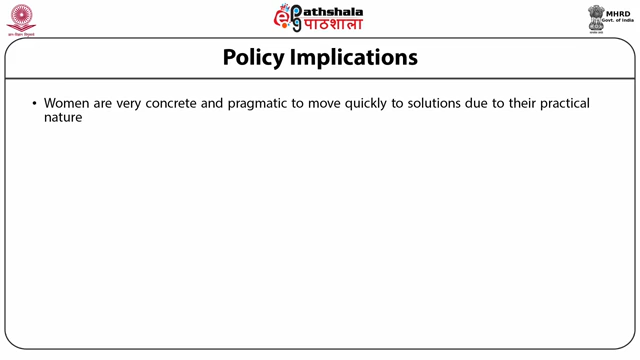 ePathshala
पाठशाला
MHRD
Govt. of India
Policy Implications
• Women are very concrete and pragmatic to move quickly to solutions due to their practical
nature